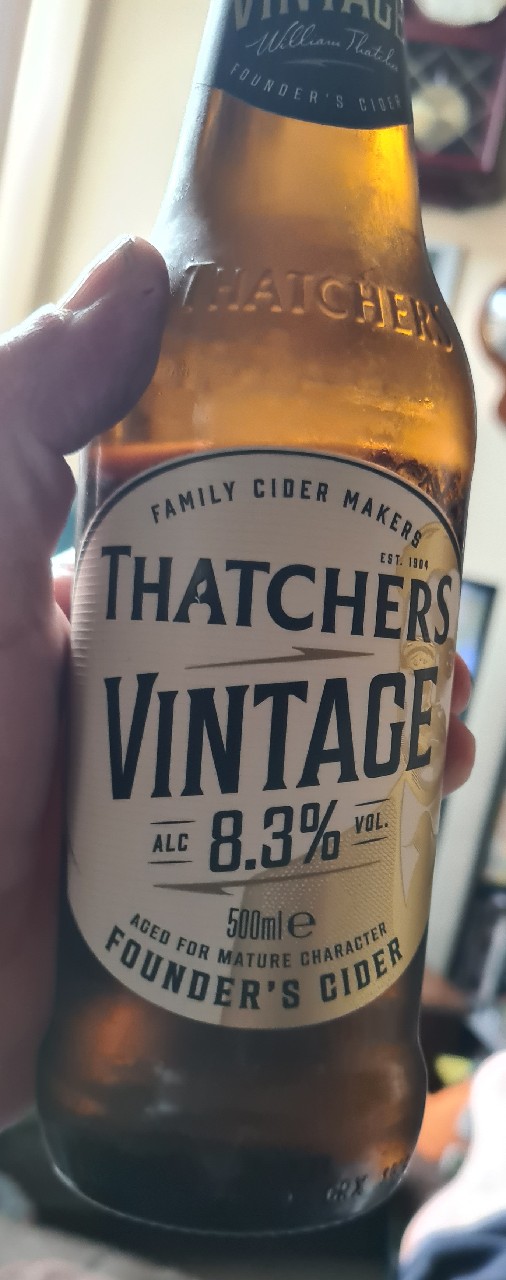 VINTAGE
William Thatcher
FOUNDER'S CIDER
THATCHERS
FAMILY CIDER MAKERS
EST. 1904
THATCHERS
VINTAGE
ALC 8.3% VOL.
500ml e
AGED FOR MATURE CHARACTER
FOUNDER'S CIDER